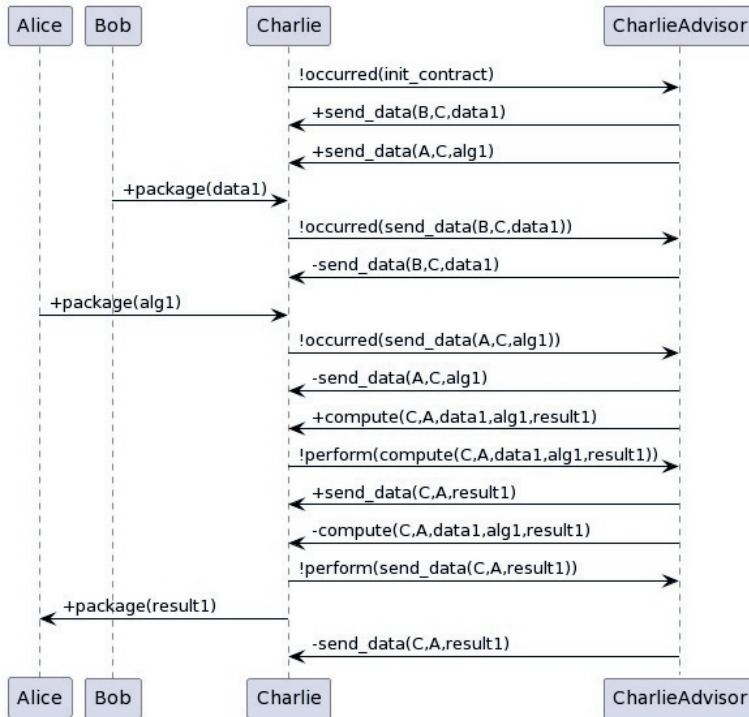 Alice Bob Charlie CharlieAdvisor
!occurred(init_contract)
+send_data(B,C,data1)
+send_data(A,C,alg1)
+package(data1)
!occurred(send_data(B,C,data1))
-send_data(B,C,data1)
+package(alg1)
!occurred(send_data(A,C,alg1))
-send_data(A,C,alg1)
+compute(C,A,data1,alg1,result1)
!perform(compute(C,A,data1,alg1,result1))
+send_data(C,A,result1)
-compute(C,A,data1,alg1,result1)
!perform(send_data(C,A,result1))
+package(result1)
-send_data(C,A,result1)
Alice Bob Charlie CharlieAdvisor